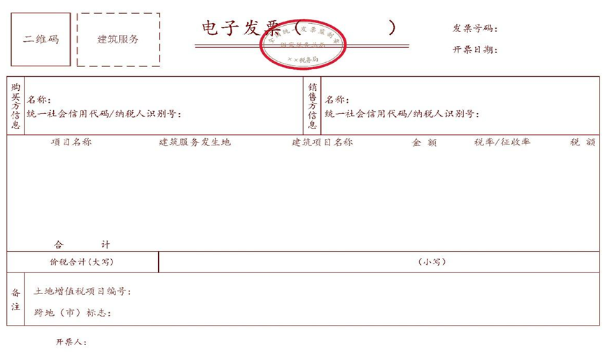 二维码
建筑服务
电子发票（ ）
发票号码：
开票日期：
购买方信息
名称：
统一社会信用代码/纳税人识别号：
销售方信息
名称：
统一社会信用代码/纳税人识别号：
项目名称 建筑服务发生地 建筑项目名称 金 额 税率/征收率 税 额
合 计
价税合计(大写) （小写）
备注
土地增值税项目编号：
跨地（市）标志：
开票人：